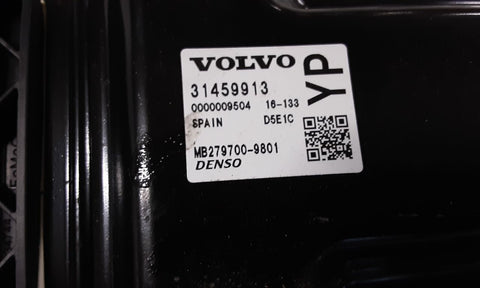 VOLVO
31459913
0000009504 16-133
SPAIN D5E1C
MB279700-9801
DENSO
YP